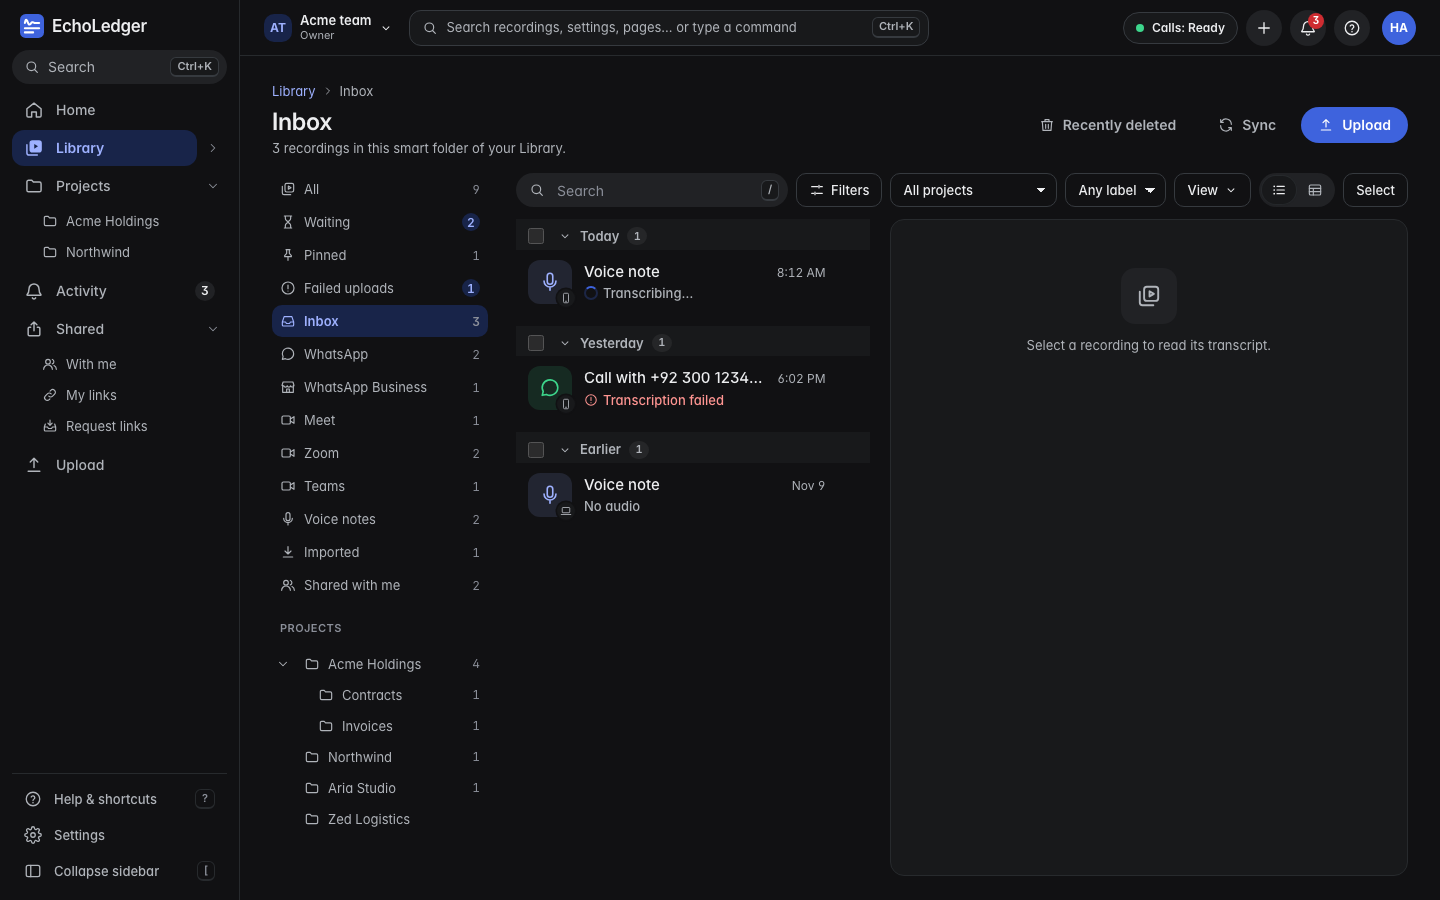 EchoLedger
Search Ctrl+K
Home
Library
Projects
Acme Holdings
Northwind
Activity 3
Shared
With me
My links
Request links
Upload
Help & shortcuts ?
Settings
Collapse sidebar [
AT Acme team
Owner
Search recordings, settings, pages... or type a command Ctrl+K
Calls: Ready
3
HA
Library > Inbox
Inbox
3 recordings in this smart folder of your Library.
Recently deleted
Sync
Upload
All 9
Waiting 2
Pinned 1
Failed uploads 1
Inbox 3
WhatsApp 2
WhatsApp Business 1
Meet 1
Zoom 2
Teams 1
Voice notes 2
Imported 1
Shared with me 2
PROJECTS
Acme Holdings 4
Contracts 1
Invoices 1
Northwind 1
Aria Studio 1
Zed Logistics
Search /
Filters
All projects
Any label
View
Select
Today 1
Voice note 8:12 AM
Transcribing...
Yesterday 1
Call with +92 300 1234... 6:02 PM
Transcription failed
Earlier 1
Voice note Nov 9
No audio
Select a recording to read its transcript.